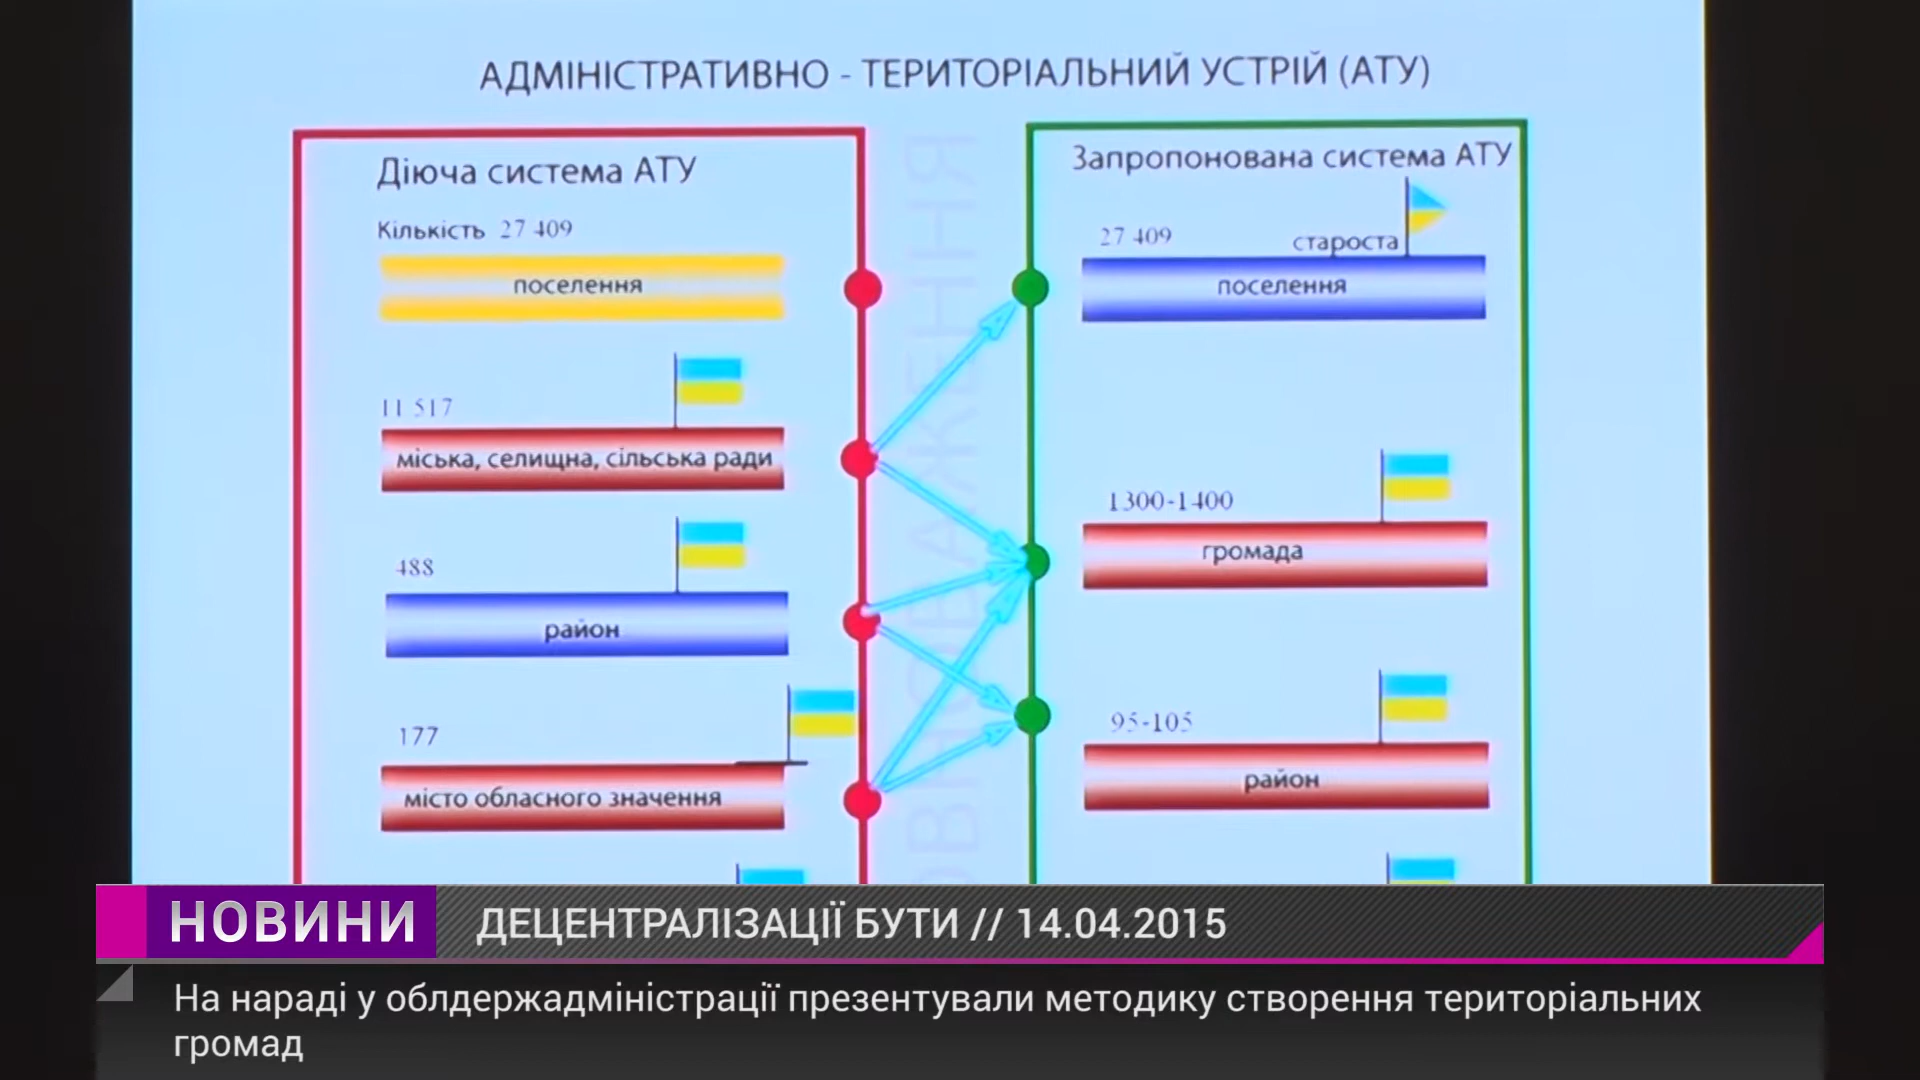 АДМІНІСТРАТИВНО - ТЕРИТОРІАЛЬНИЙ УСТРІЙ (АТУ)
Діюча система АТУ
Кількість 27 409
поселення
11 517
міська, селищна, сільська ради
488
район
177
місто обласного значення
Запропонована система АТУ
27 409
староста
поселення
1300-1400
громада
95-105
район
НОВИНИ
ДЕЦЕНТРАЛІЗАЦІЇ БУТИ // 14.04.2015
На нараді у облдержадміністрації презентували методику створення територіальних
громад